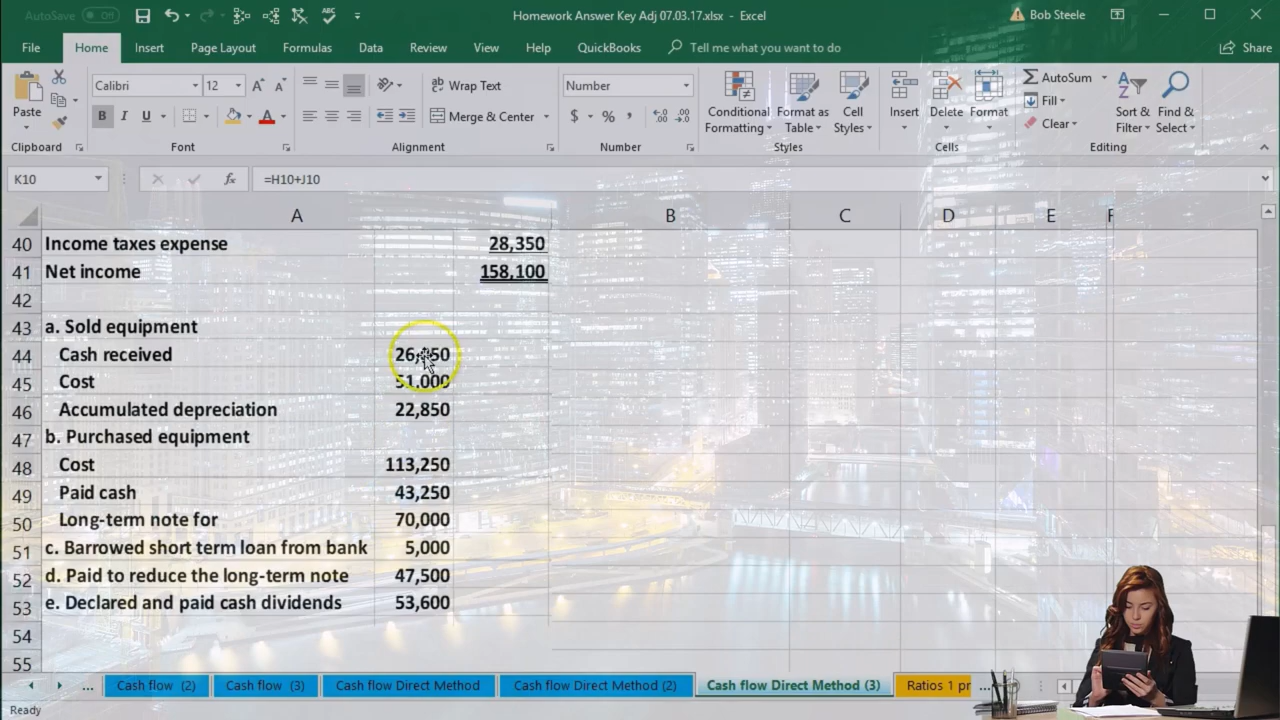 AutoSave Off Homework Answer Key Adj 07.03.17.xlsx - Excel Bob Steele
File Home Insert Page Layout Formulas Data Review View Help QuickBooks Tell me what you want to do Share
Calibri 12 A A ab Wrap Text Number AutoSum
Paste B I U A Merge & Center $ % , Conditional Formatting Format as Table Cell Styles Insert Delete Format Fill Clear Sort & Filter Find & Select
Clipboard Font Alignment Number Styles Cells Editing
K10 fx =H10+J10
A B C D E F
40 Income taxes expense 28,350
41 Net income 158,100
42
43 a. Sold equipment
44 Cash received
45 Cost 51,000
46 Accumulated depreciation 22,850
47 b. Purchased equipment
48 Cost 113,250
49 Paid cash 43,250
50 Long-term note for 70,000
51 c. Barrowed short term loan from bank 5,000
52 d. Paid to reduce the long-term note 47,500
53 e. Declared and paid cash dividends 53,600
54
55
... Cash flow (2) Cash flow (3) Cash flow Direct Method Cash flow Direct Method (2) Cash flow Direct Method (3) Ratios 1 pr ...
Ready